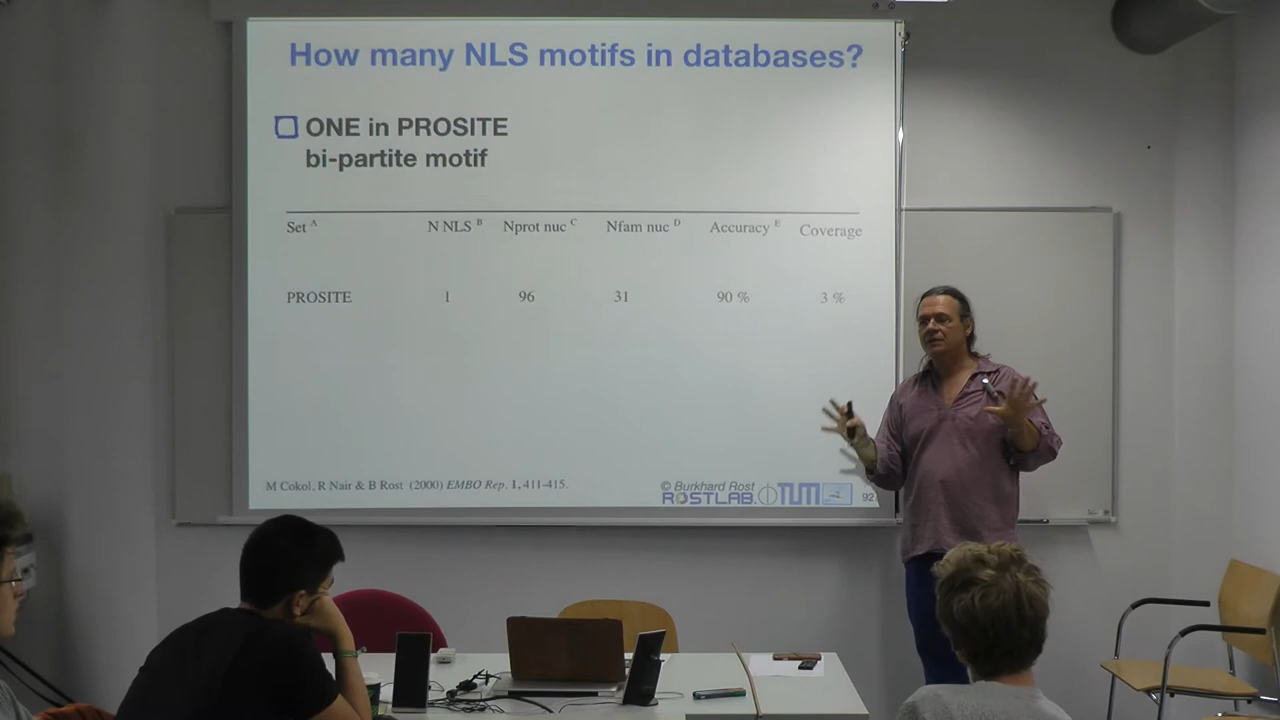 How many NLS motifs in databases?
ONE in PROSITE
bi-partite motif
Set A N NLS B Nprot nuc C Nfam nuc D Accuracy E Coverage
PROSITE 1 96 31 90 % 3 %
M Cokol, R Nair & B Rost (2000) EMBO Rep. 1, 411-415.
© Burkhard Rost
ROSTLAB. TUM 92